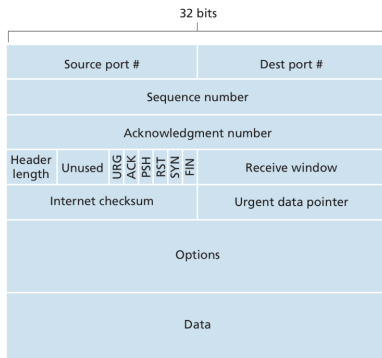 32 bits
Source port # Dest port #
Sequence number
Acknowledgment number
Header length Unused URG ACK PSH RST SYN FIN Receive window
Internet checksum Urgent data pointer
Options
Data